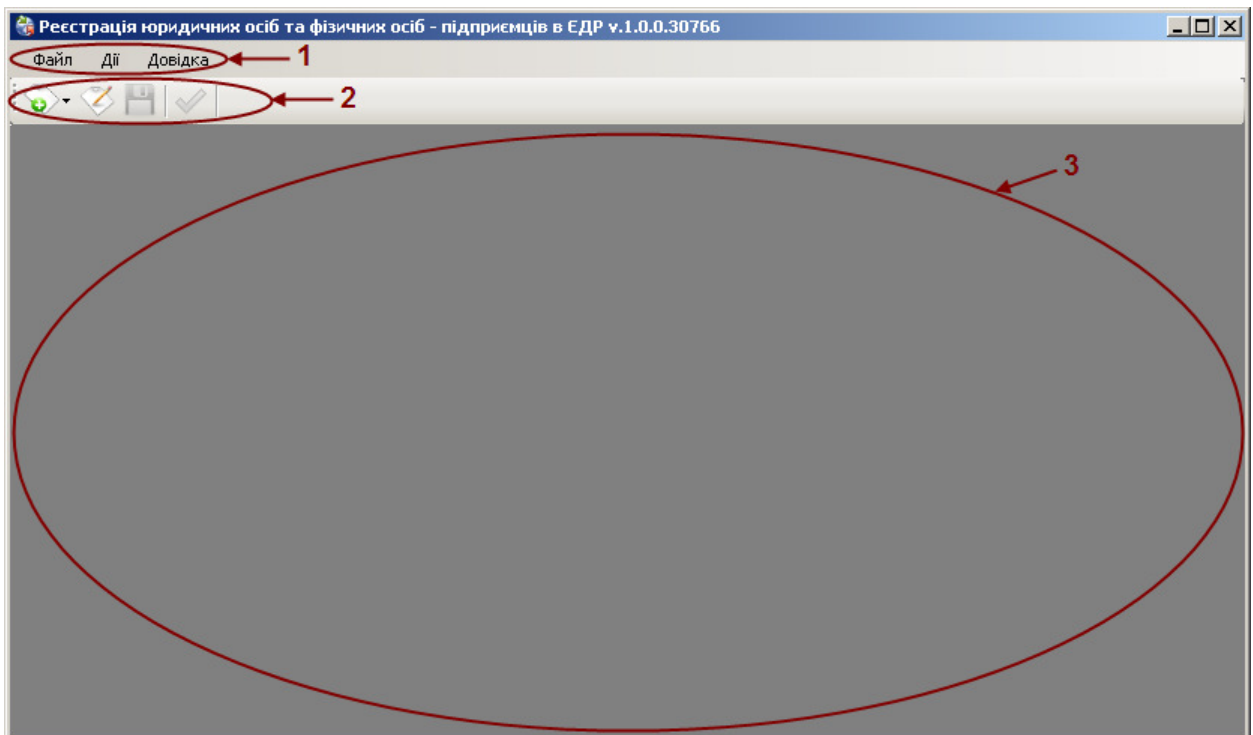 Реєстрація юридичних осіб та фізичних осіб - підприємців в ЄДР v.1.0.0.30766
Файл Дії Довідка 1
2
3